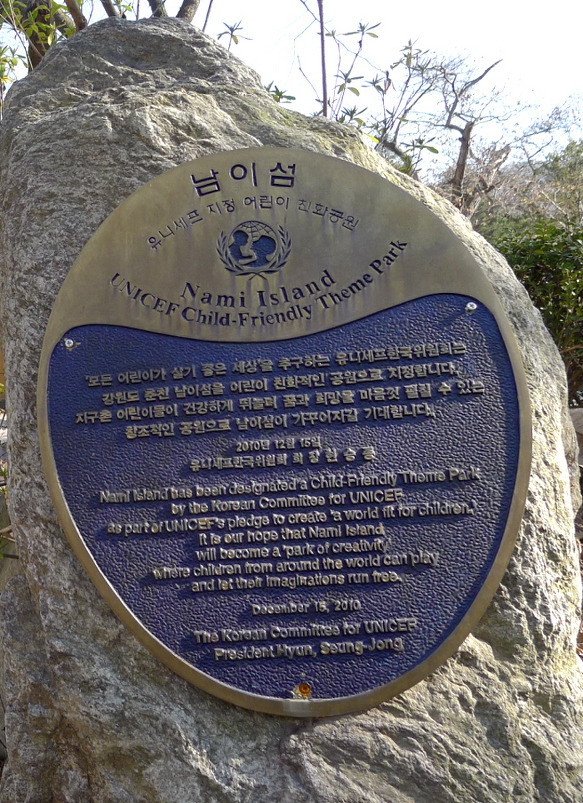 남이섬
유니세프 지정 어린이 친화공원
Nami Island
UNICEF Child-Friendly Theme Park
'모든 어린이가 살기 좋은 세상'을 추구하는 유니세프한국위원회는
강원도 춘천 남이섬을 어린이 친화적인 공원으로 지정합니다.
지구촌 어린이들이 건강하게 뛰놀며 꿈과 희망을 마음껏 펼칠 수 있는
창조적인 공원으로 남이섬이 가꾸어지길 기대합니다.
2010년 12월 15일
유니세프한국위원회 회장 현승종
Nami Island has been designated a Child-Friendly Theme Park
by the Korean Committee for UNICEF
as part of UNICEF's pledge to create 'a world fit for children.'
It is our hope that Nami Island
will become a 'park of creativity'
where children from around the world can play
and let their imaginations run free.
December 15, 2010
The Korean Committee for UNICEF
President Hyun, Seung-Jong